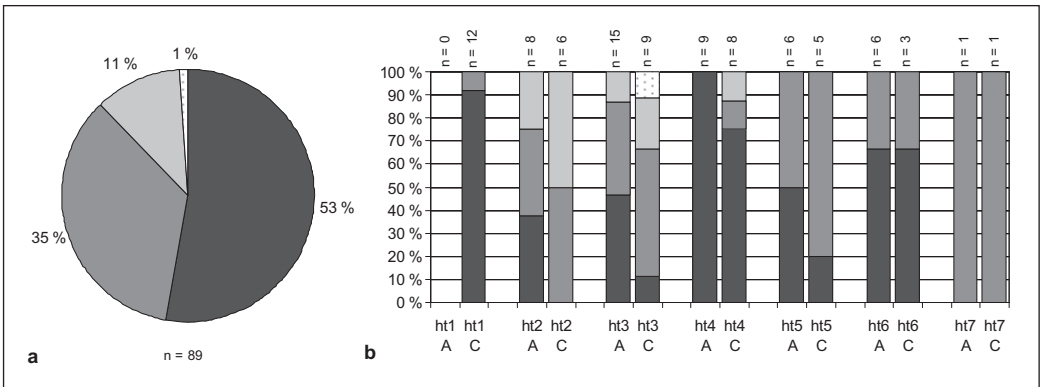 1 %
11 %
53 %
35 %
n = 89
a
n = 0
n = 12
n = 8
n = 6
n = 15
n = 9
n = 9
n = 8
n = 6
n = 5
n = 6
n = 3
n = 1
n = 1
100 %
90 %
80 %
70 %
60 %
50 %
40 %
30 %
20 %
10 %
0 %
ht1 ht1 ht2 ht2 ht3 ht3 ht4 ht4 ht5 ht5 ht6 ht6 ht7 ht7
A C A C A C A C A C A C A C
b